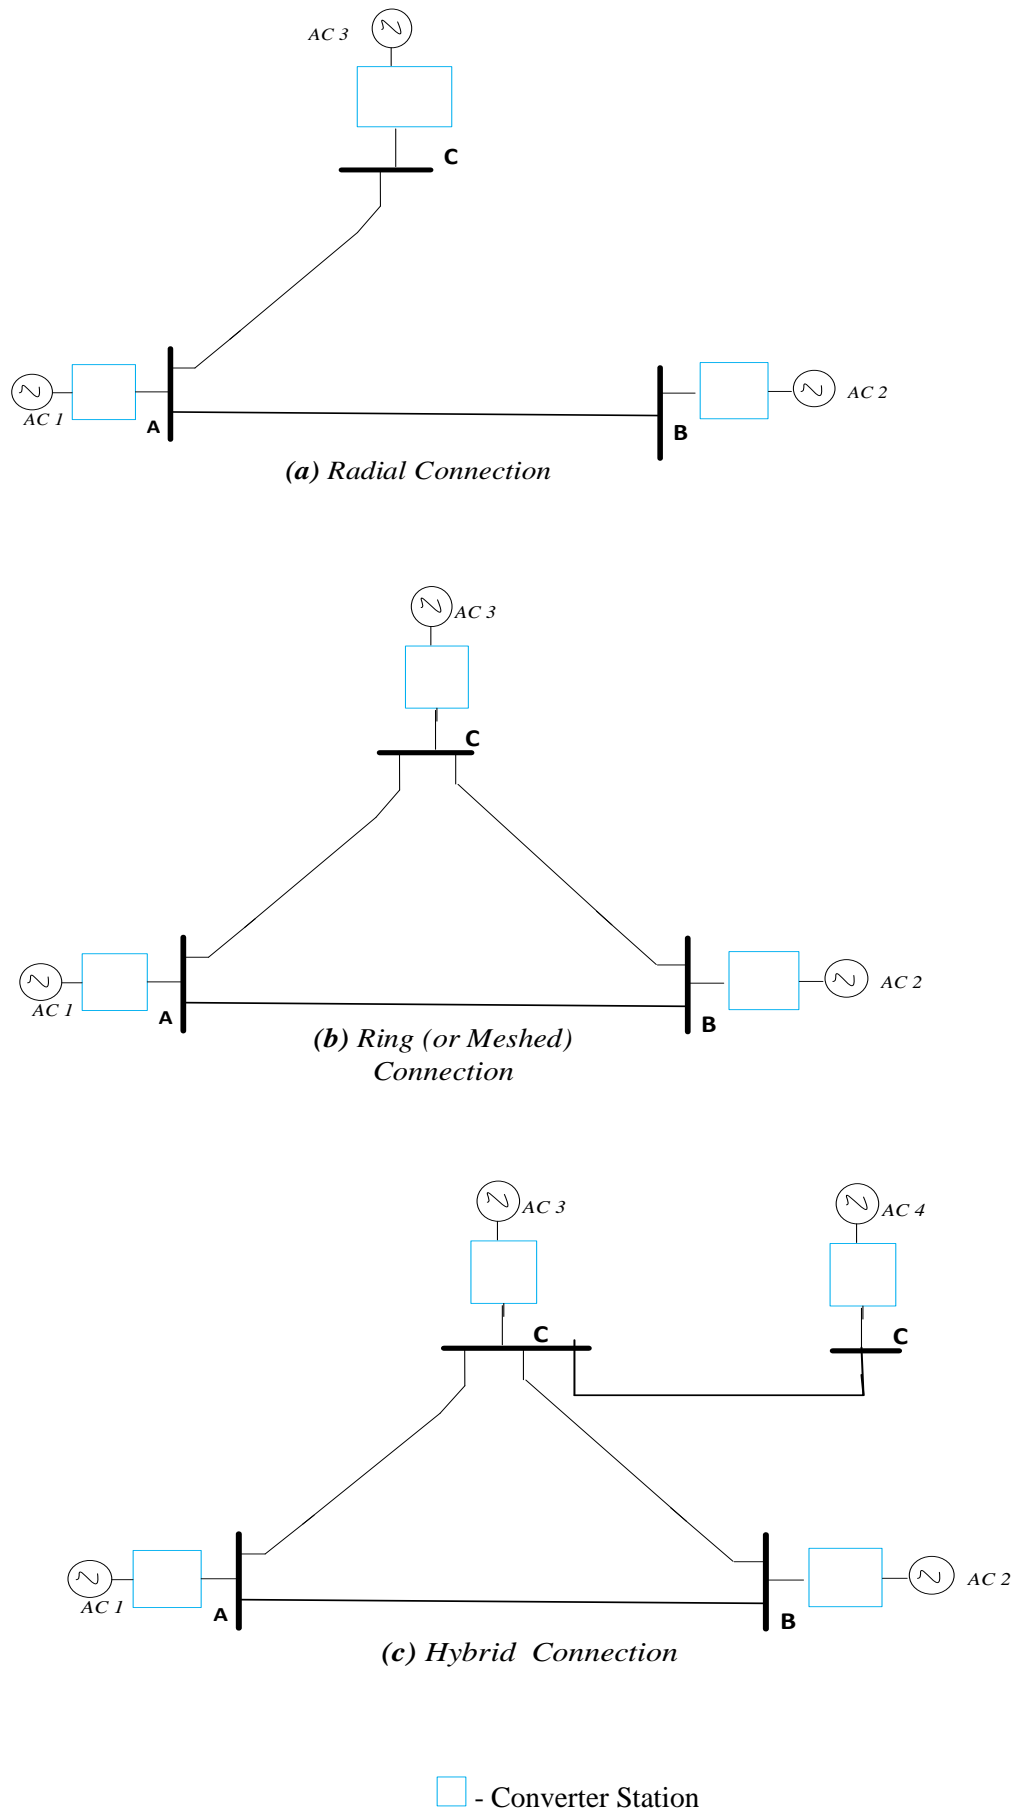 AC 3
C
AC 1
A
B
AC 2
(a) Radial Connection
AC 3
C
AC 1
A
B
AC 2
(b) Ring (or Meshed)
Connection
AC 3
AC 4
C
C
AC 1
A
B
AC 2
(c) Hybrid Connection
- Converter Station